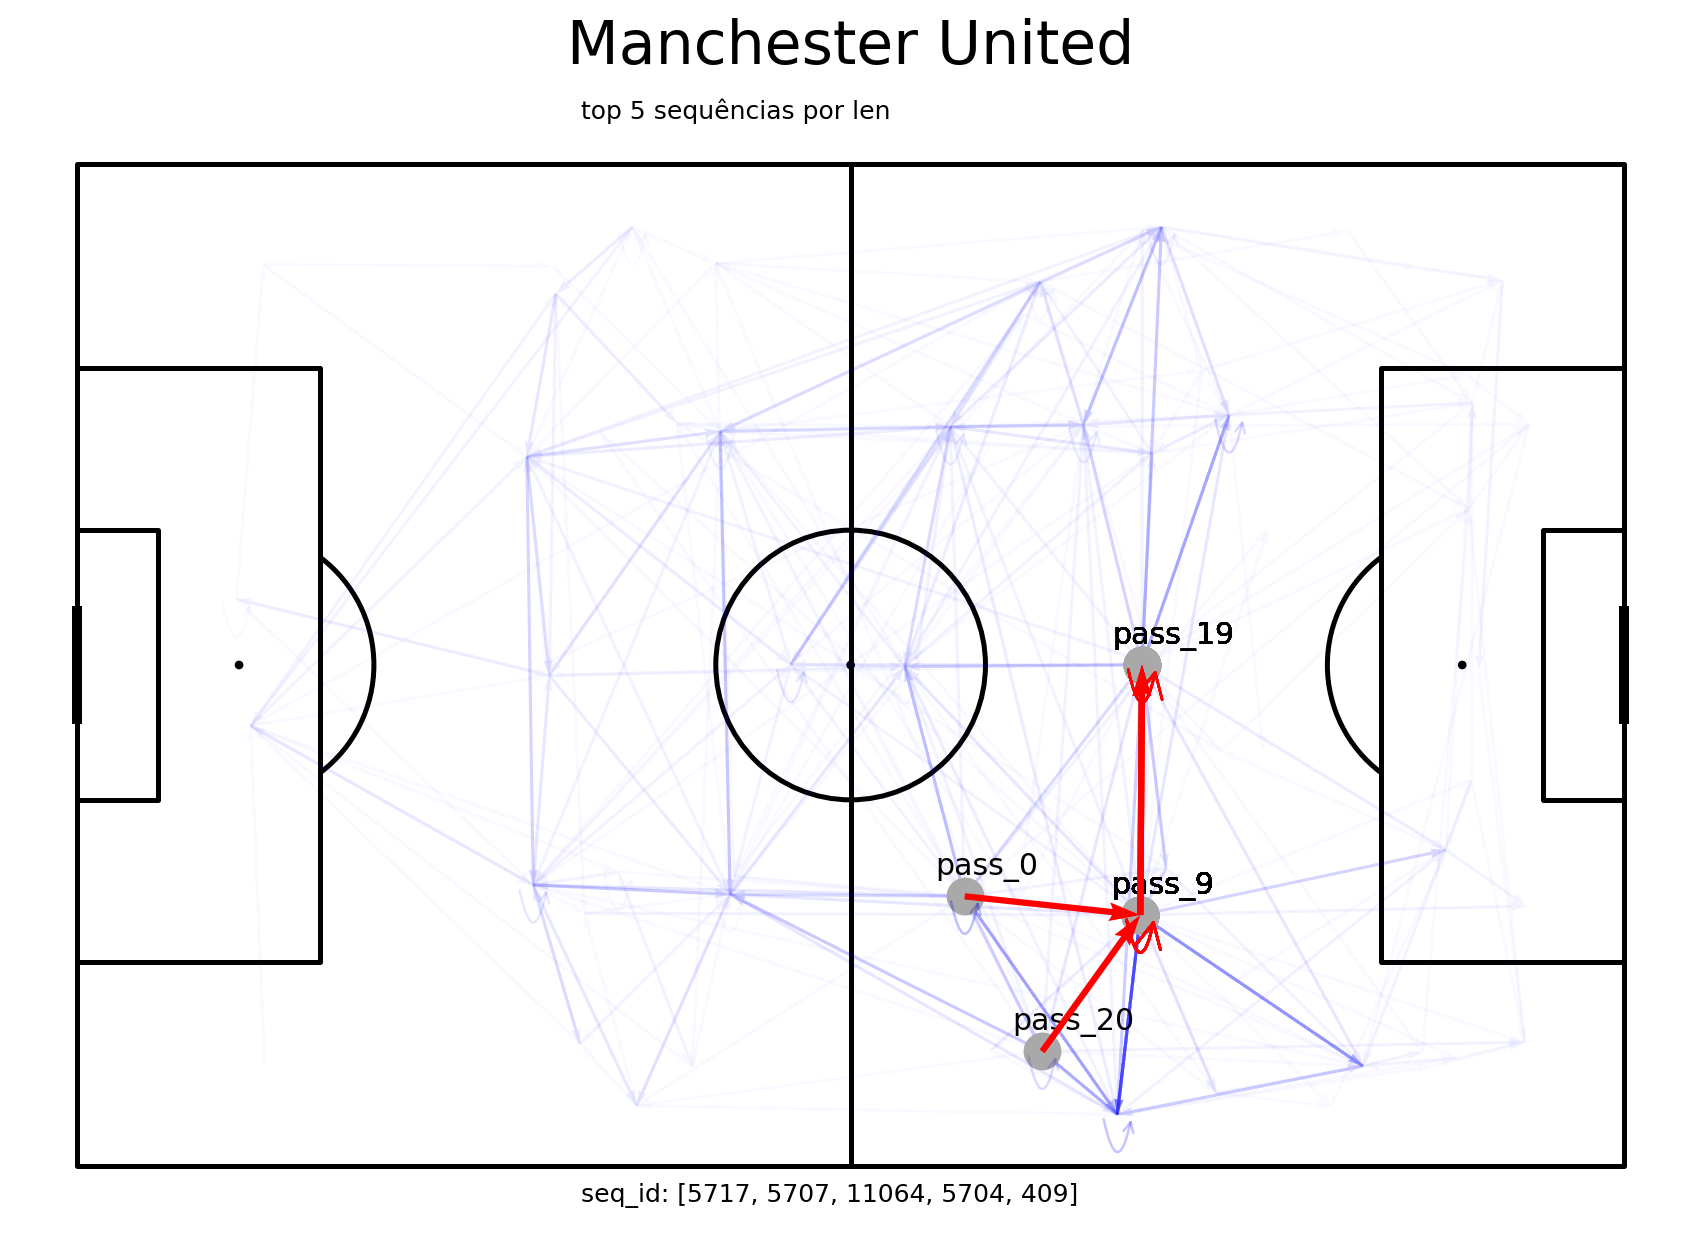 Manchester United
top 5 sequências por len
pass_19
pass_0
pass_9
pass_20
seq_id: [5717, 5707, 11064, 5704, 409]